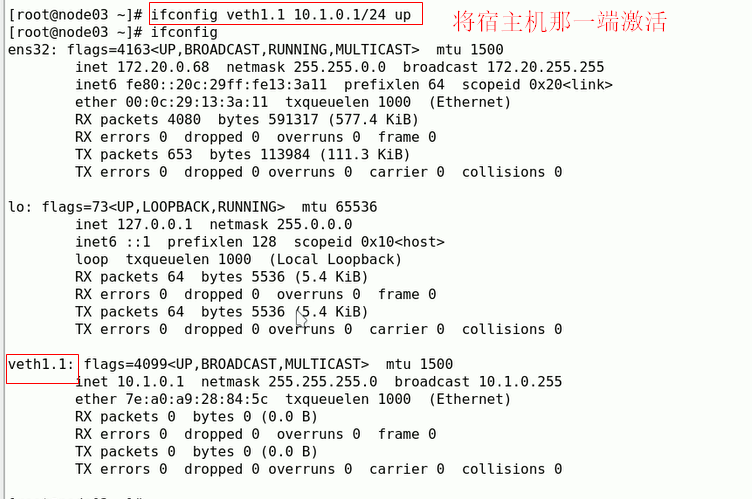 [root@node03 ~]# ifconfig veth1.1 10.1.0.1/24 up
将宿主机那一端激活
[root@node03 ~]# ifconfig
ens32: flags=4163<UP,BROADCAST,RUNNING,MULTICAST>  mtu 1500
        inet 172.20.0.68  netmask 255.255.0.0  broadcast 172.20.255.255
        inet6 fe80::20c:29ff:fe13:3a11  prefixlen 64  scopeid 0x20<link>
        ether 00:0c:29:13:3a:11  txqueuelen 1000  (Ethernet)
        RX packets 4080  bytes 591317 (577.4 KiB)
        RX errors 0  dropped 0  overruns 0  frame 0
        TX packets 653  bytes 113984 (111.3 KiB)
        TX errors 0  dropped 0 overruns 0  carrier 0  collisions 0
lo: flags=73<UP,LOOPBACK,RUNNING>  mtu 65536
        inet 127.0.0.1  netmask 255.0.0.0
        inet6 ::1  prefixlen 128  scopeid 0x10<host>
        loop  txqueuelen 1000  (Local Loopback)
        RX packets 64  bytes 5536 (5.4 KiB)
        RX errors 0  dropped 0  overruns 0  frame 0
        TX packets 64  bytes 5536 (5.4 KiB)
        TX errors 0  dropped 0 overruns 0  carrier 0  collisions 0
veth1.1: flags=4099<UP,BROADCAST,MULTICAST>  mtu 1500
        inet 10.1.0.1  netmask 255.255.255.0  broadcast 10.1.0.255
        ether 7e:a0:a9:28:84:5c  txqueuelen 1000  (Ethernet)
        RX packets 0  bytes 0 (0.0 B)
        RX errors 0  dropped 0  overruns 0  frame 0
        TX packets 0  bytes 0 (0.0 B)
        TX errors 0  dropped 0 overruns 0  carrier 0  collisions 0